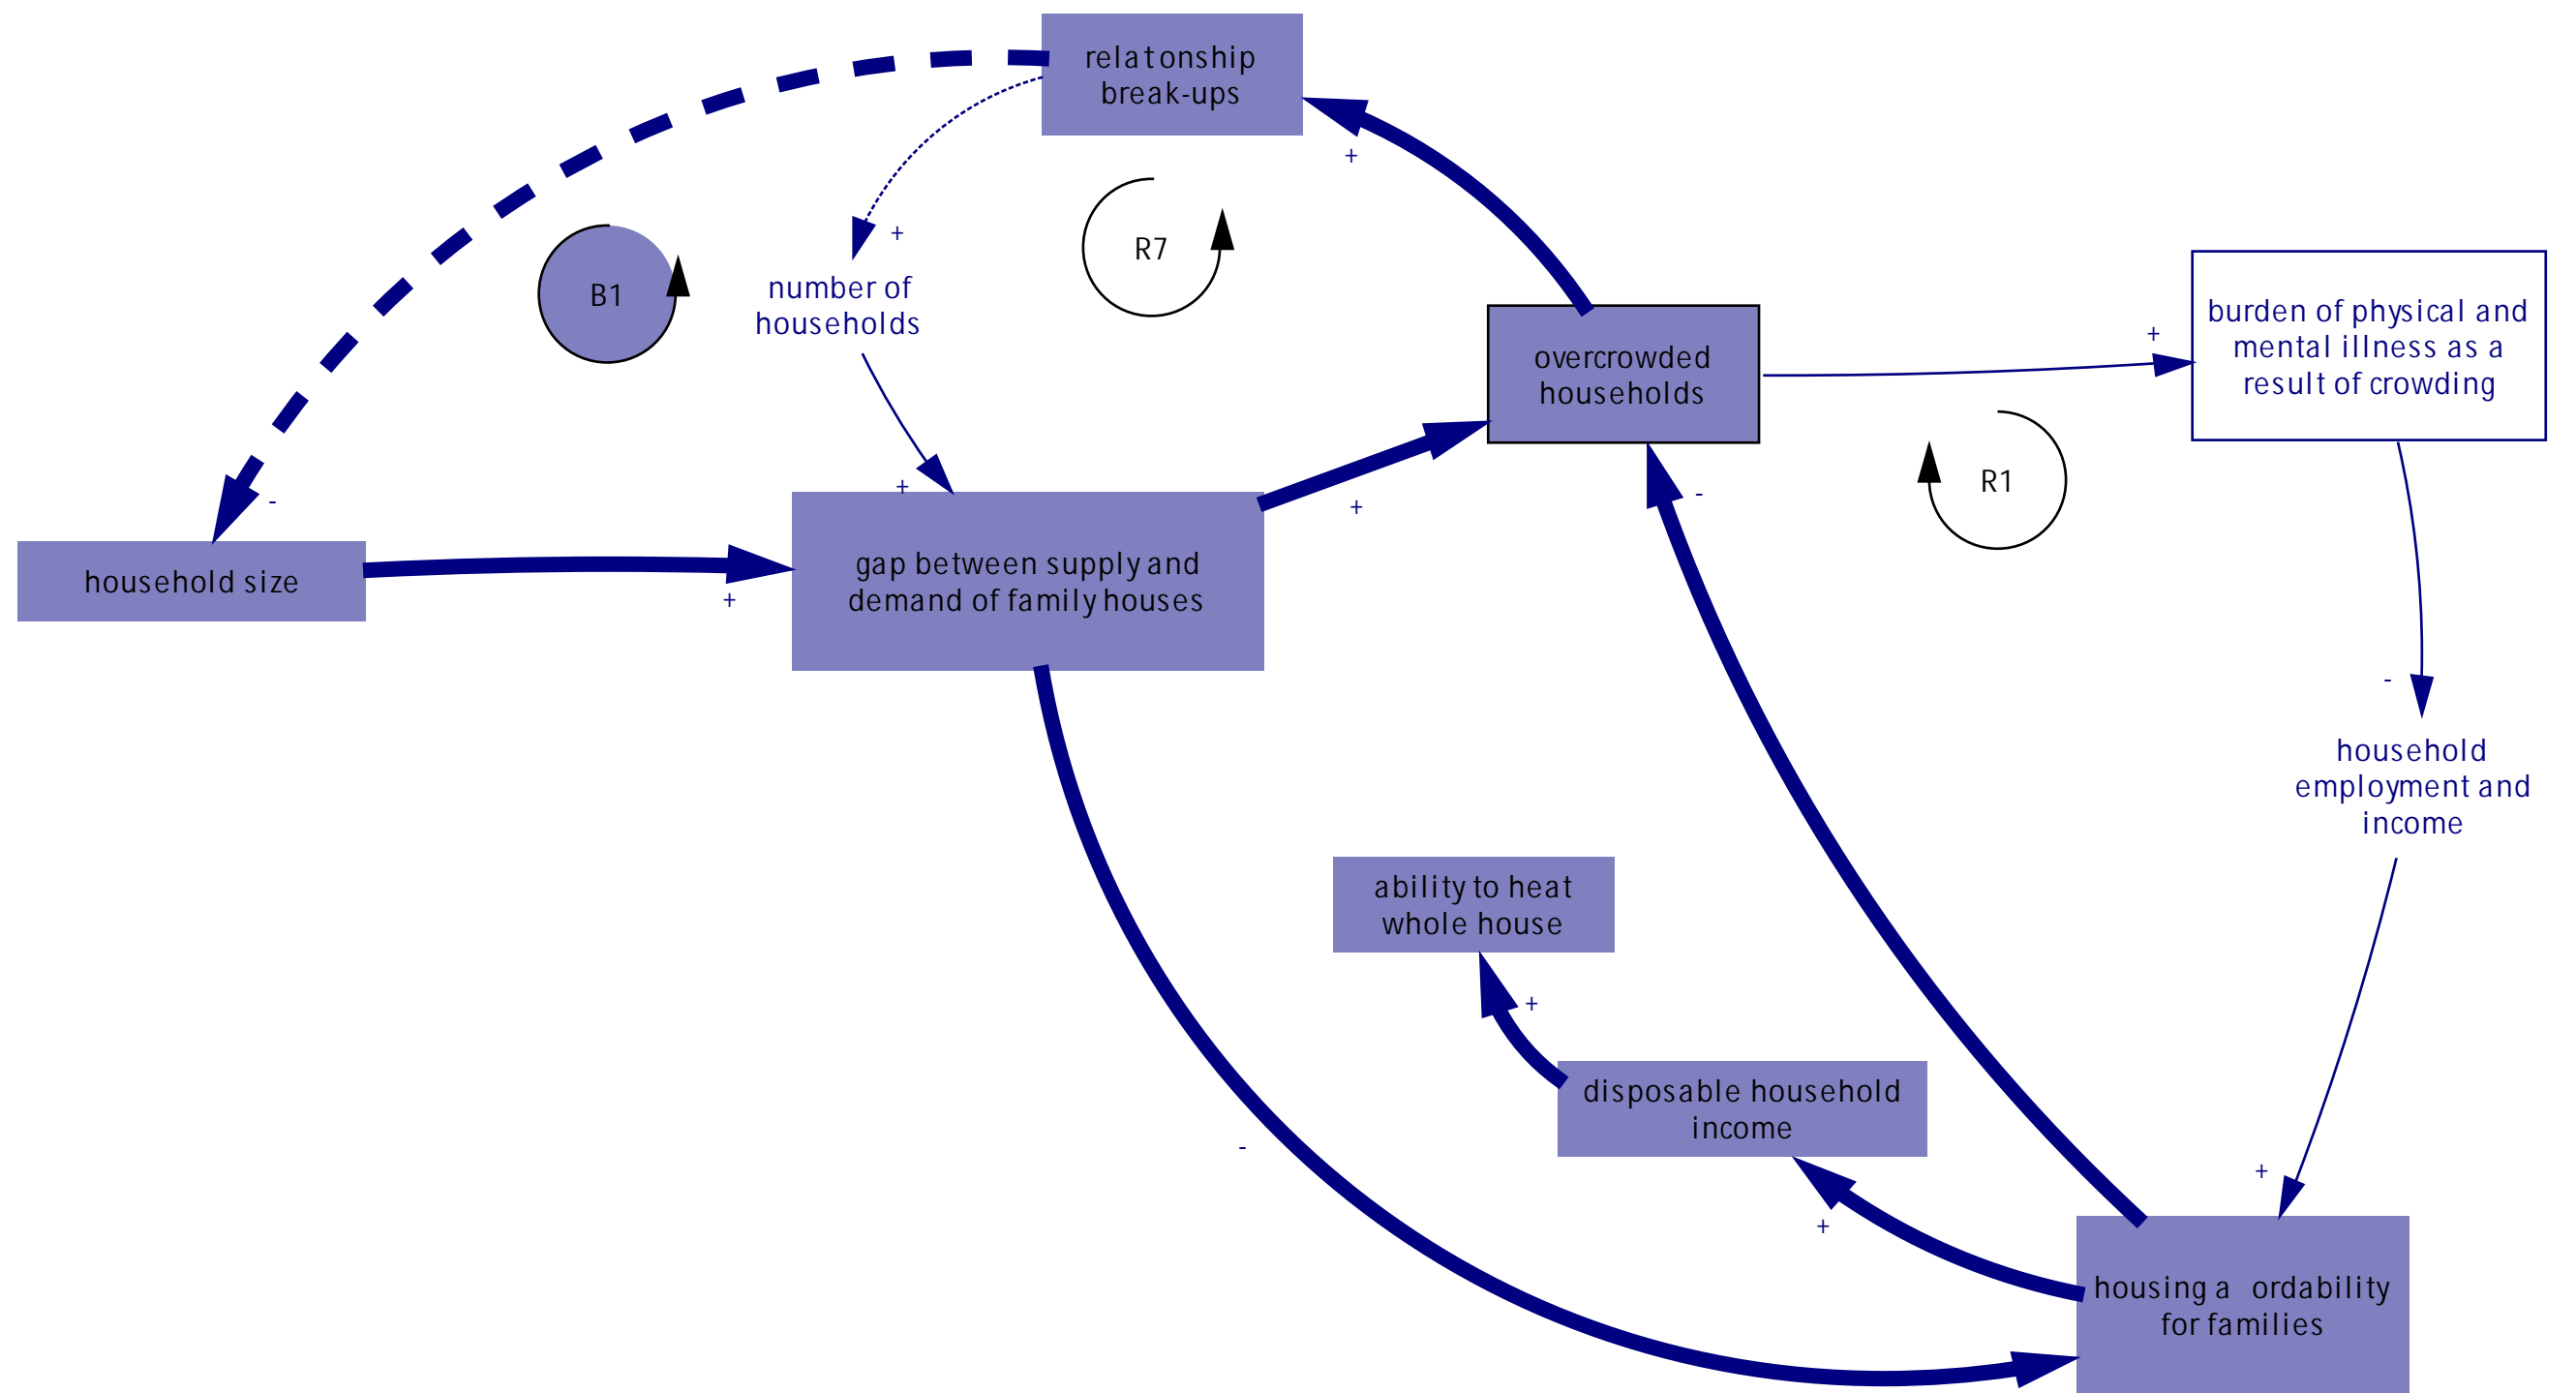 relatonship
break-ups
+
R7
B1
+
number of
households
burden of physical and
mental illness as a
result of crowding
+
overcrowded
households
R1
+
+
-
-
household size
+
gap between supply and
demand of family houses
-
household
employment and
income
ability to heat
whole house
+
disposable household
income
-
+
+
housing a ordability
for families